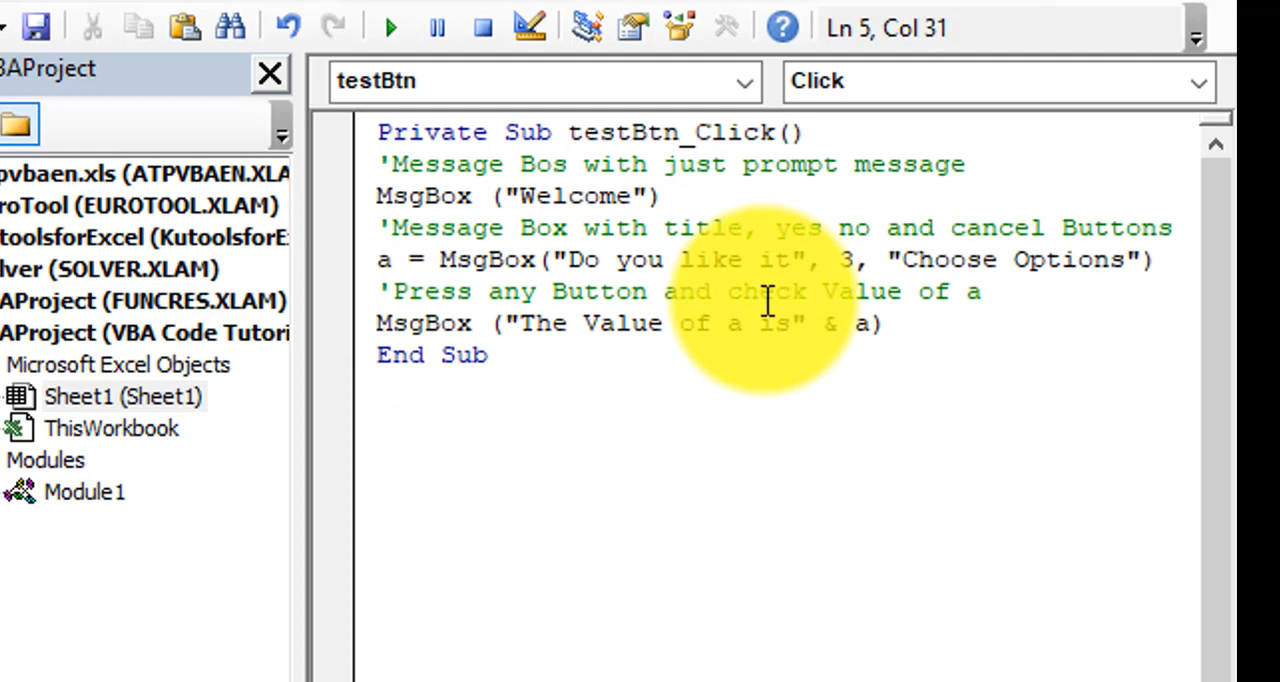 Ln 5, Col 31
BAProject
testBtn
Click
pvbaen.xls (ATPVBAEN.XLA
roTool (EUROTOOL.XLAM)
toolsforExcel (KutoolsforE
lver (SOLVER.XLAM)
AProject (FUNCRES.XLAM)
AProject (VBA Code Tutori
Microsoft Excel Objects
Sheet1 (Sheet1)
ThisWorkbook
Modules
Module1
Private Sub testBtn_Click()
'Message Bos with just prompt message
MsgBox ("Welcome")
'Message Box with title, yes no and cancel Buttons
a = MsgBox("Do you like it", 3, "Choose Options")
'Press any Button and check Value of a
MsgBox ("The Value of a is" & a)
End Sub